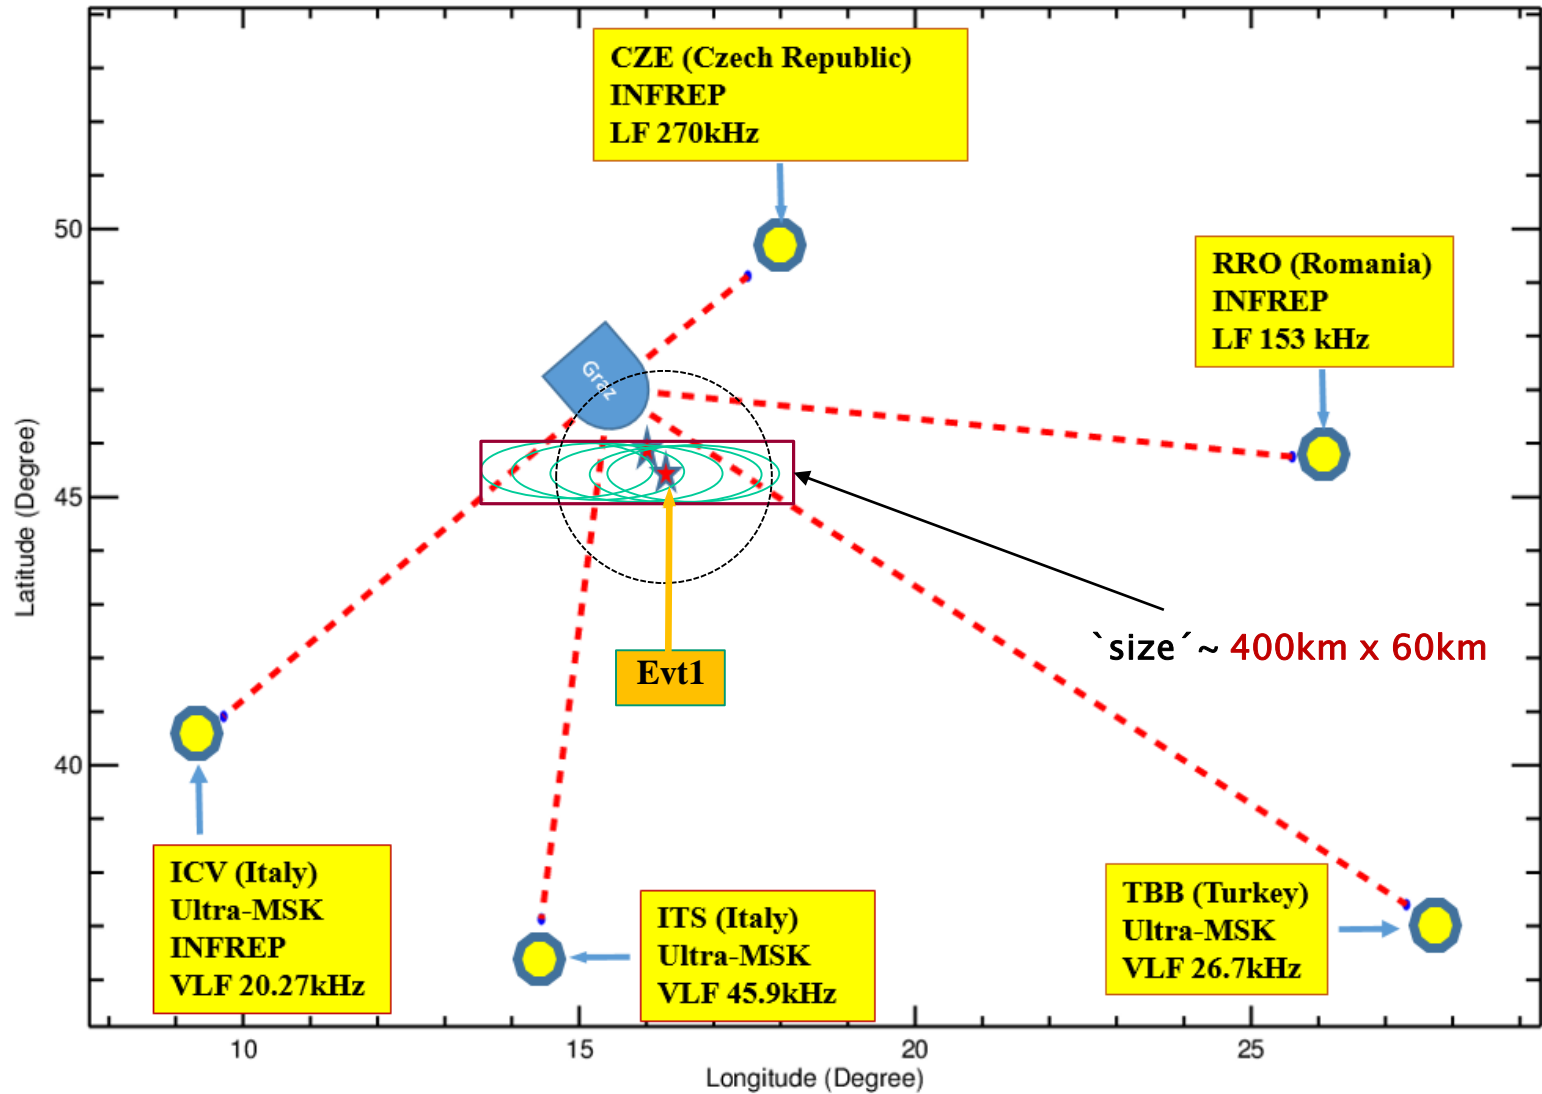 CZE (Czech Republic)
INFREP
LF 270kHz
RRO (Romania)
INFREP
LF 153 kHz
Graz
50
45
40
Latitude (Degree)
`size´~ 400km x 60km
Evt1
ICV (Italy)
Ultra-MSK
INFREP
VLF 20.27kHz
ITS (Italy)
Ultra-MSK
VLF 45.9kHz
TBB (Turkey)
Ultra-MSK
VLF 26.7kHz
10
15
20
25
Longitude (Degree)